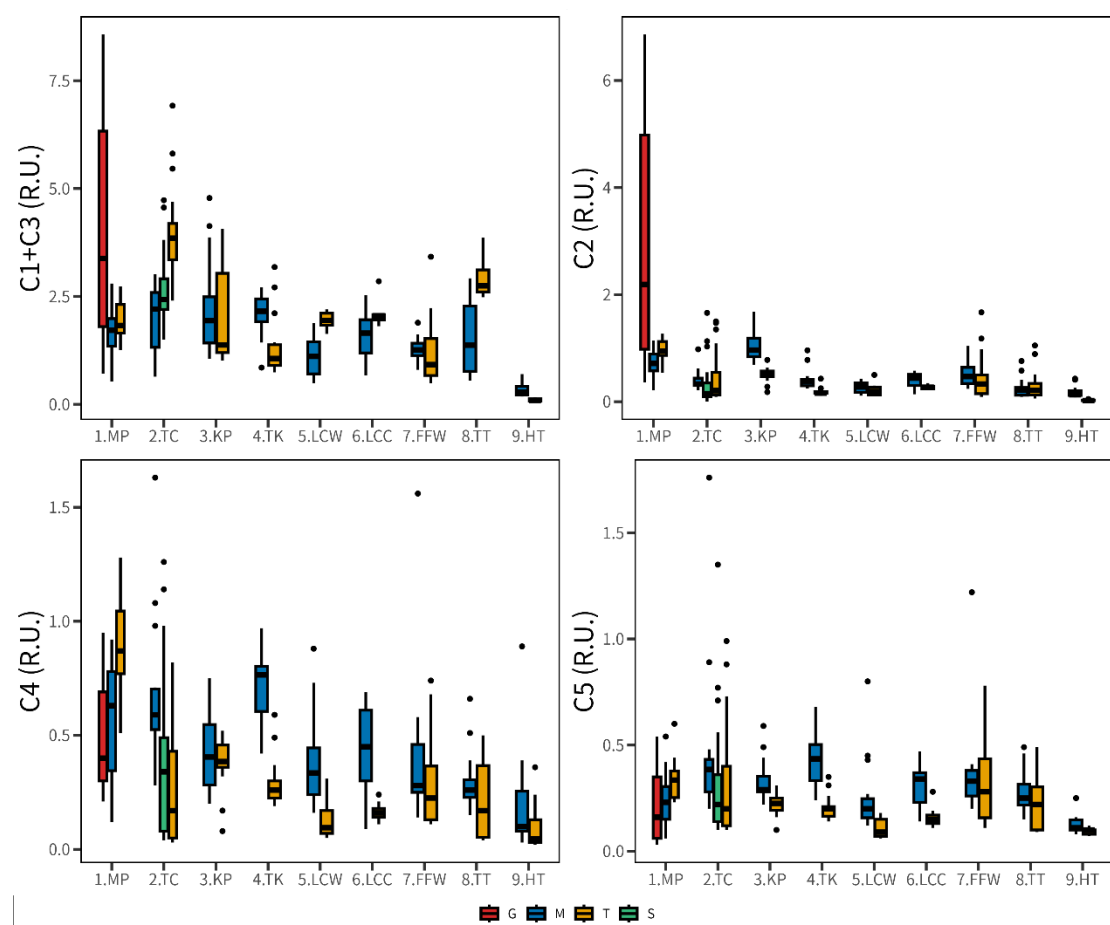 C1+C3 (R.U.)
7.5
5.0
2.5
0.0
1.MP 2.TC 3.KP 4.TK 5.LCW 6.LCC 7.FFW 8.TT 9.HT
C2 (R.U.)
6
4
2
0
1.MP 2.TC 3.KP 4.TK 5.LCW 6.LCC 7.FFW 8.TT 9.HT
C4 (R.U.)
1.5
1.0
0.5
0.0
1.MP 2.TC 3.KP 4.TK 5.LCW 6.LCC 7.FFW 8.TT 9.HT
C5 (R.U.)
1.5
1.0
0.5
0.0
1.MP 2.TC 3.KP 4.TK 5.LCW 6.LCC 7.FFW 8.TT 9.HT
G M T S